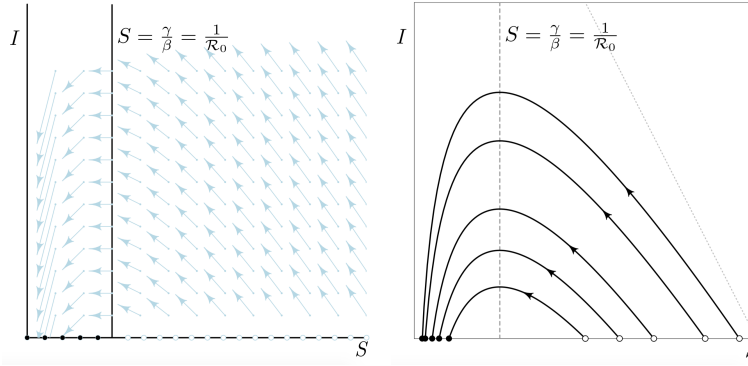 I
S = γ/β = 1/ℛ₀
S
I
S = γ/β = 1/ℛ₀